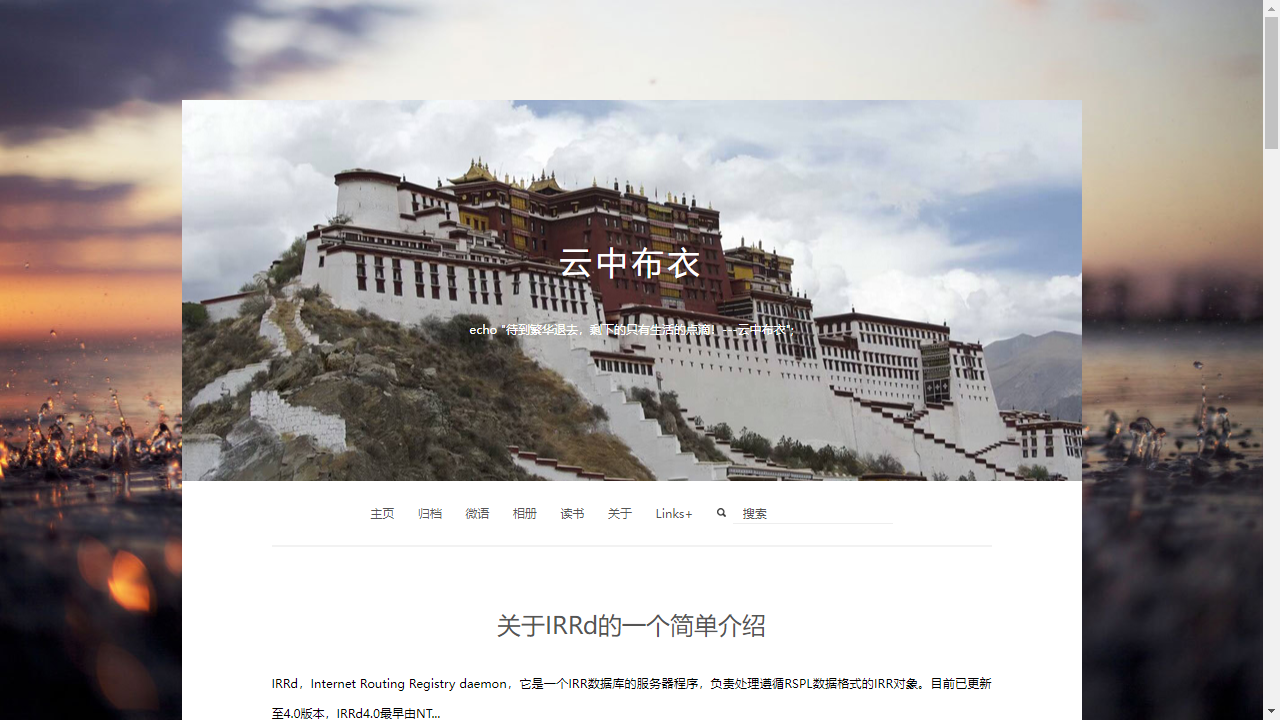 云中布衣
echo "待到繁华退去，剩下的只有生活的点滴！---云中布衣";
主页 归档 微语 相册 读书 关于 Links+ 搜索
关于IRRd的一个简单介绍
IRRd，Internet Routing Registry daemon，它是一个IRR数据库的服务器程序，负责处理遵循RSPL数据格式的IRR对象。目前已更新
至4.0版本，IRRd4.0最早由NT...